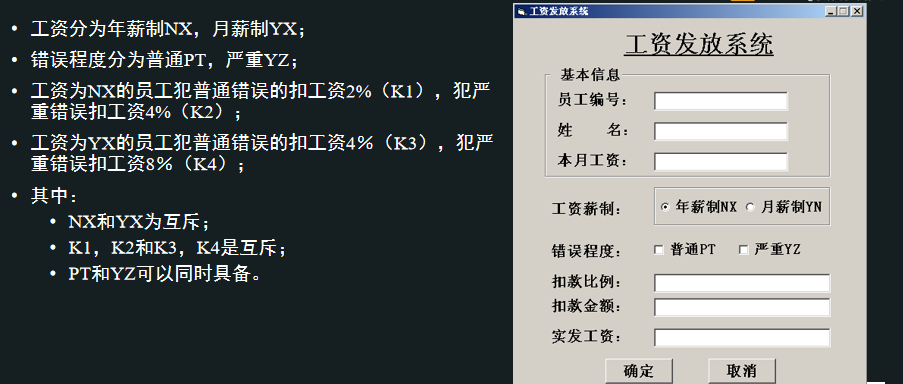 • 工资分为年薪制NX，月薪制YX；
• 错误程度分为普通PT，严重YZ；
• 工资为NX的员工犯普通错误的扣工资2%（K1），犯严
重错误扣工资4%（K2）；
• 工资为YX的员工犯普通错误的扣工资4%（K3），犯严
重错误扣工资8%（K4）；
• 其中：
• NX和YX为互斥；
• K1，K2和K3，K4是互斥；
• PT和YZ可以同时具备。
工资发放系统
工资发放系统
基本信息
员工编号：
姓　　名：
本月工资：
工资薪制： 年薪制NX 月薪制YN
错误程度： 普通PT 严重YZ
扣款比例：
扣款金额：
实发工资：
确定 取消